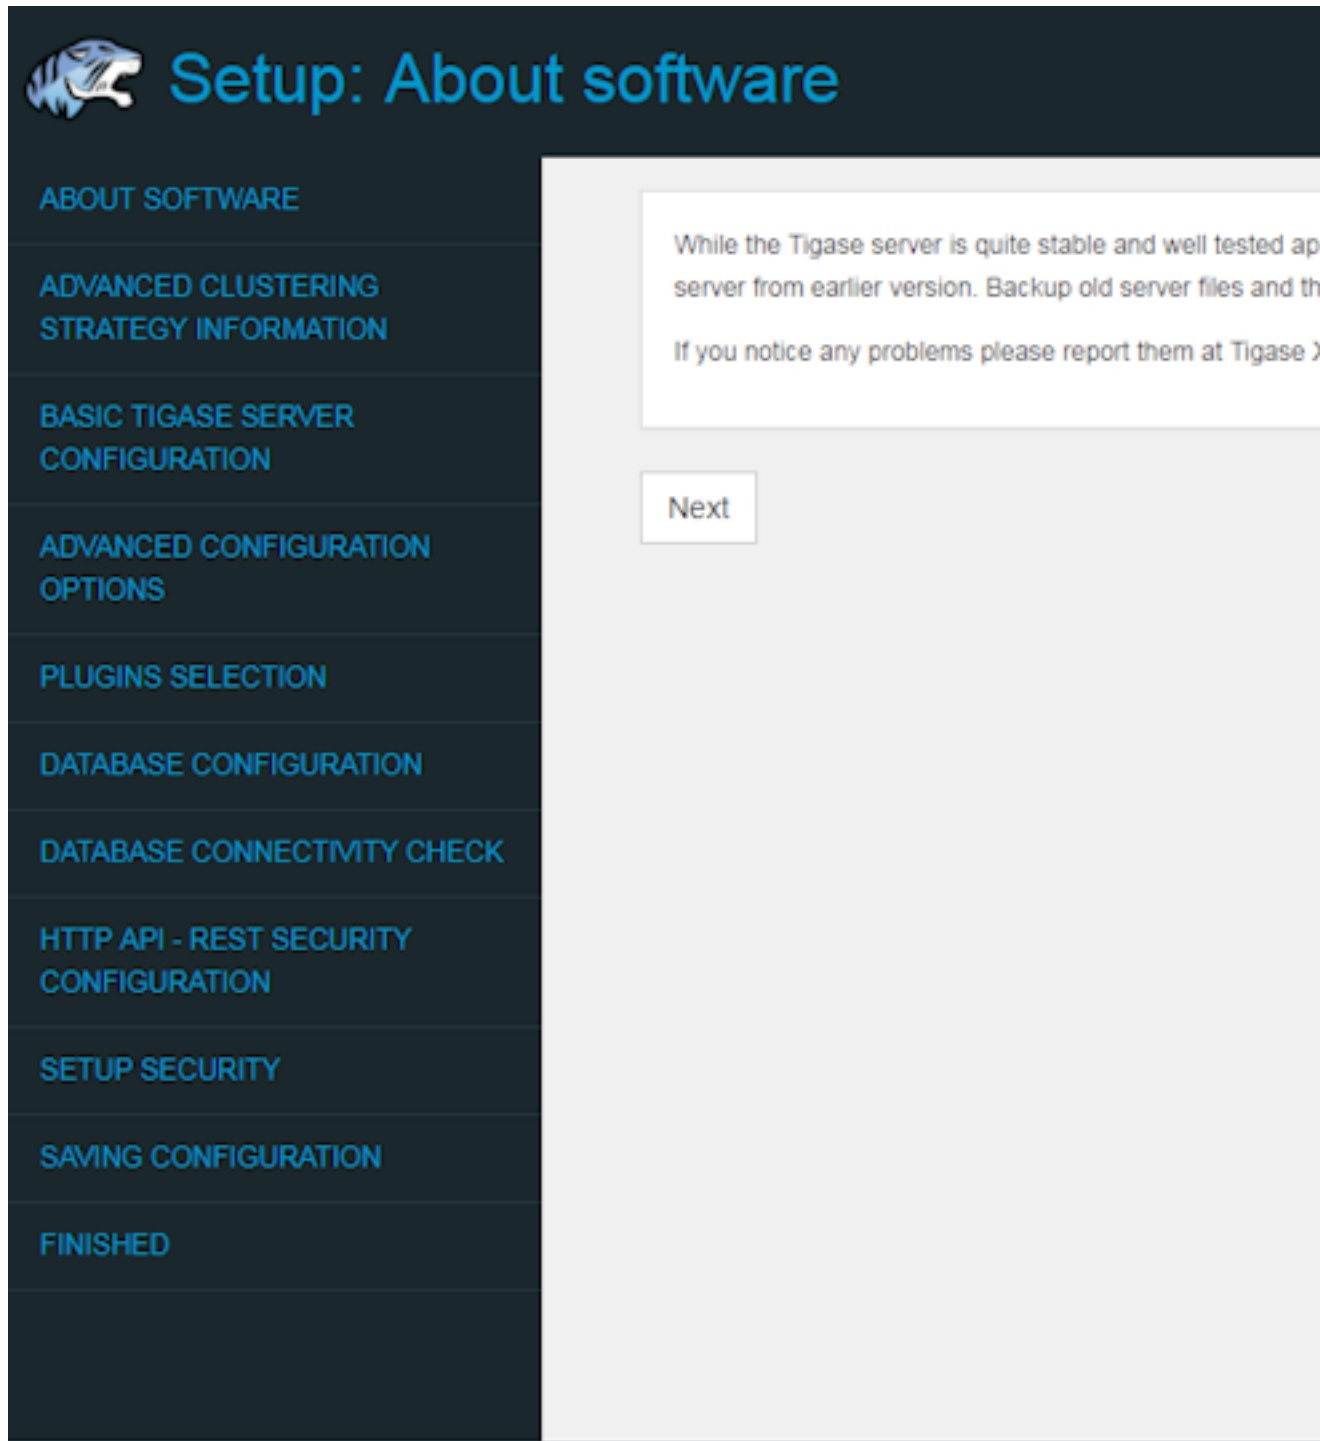 Setup: About software
ABOUT SOFTWARE
ADVANCED CLUSTERING
STRATEGY INFORMATION
BASIC TIGASE SERVER
CONFIGURATION
ADVANCED CONFIGURATION
OPTIONS
PLUGINS SELECTION
DATABASE CONFIGURATION
DATABASE CONNECTIVITY CHECK
HTTP API - REST SECURITY
CONFIGURATION
SETUP SECURITY
SAVING CONFIGURATION
FINISHED
While the Tigase server is quite stable and well tested ap
server from earlier version. Backup old server files and th
If you notice any problems please report them at Tigase X
Next